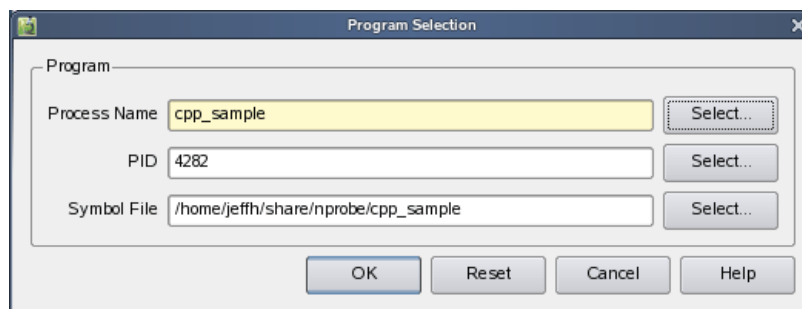 Program Selection
Program
Process Name cpp_sample Select...
PID 4282 Select...
Symbol File /home/jeffh/share/nprobe/cpp_sample Select...
OK Reset Cancel Help